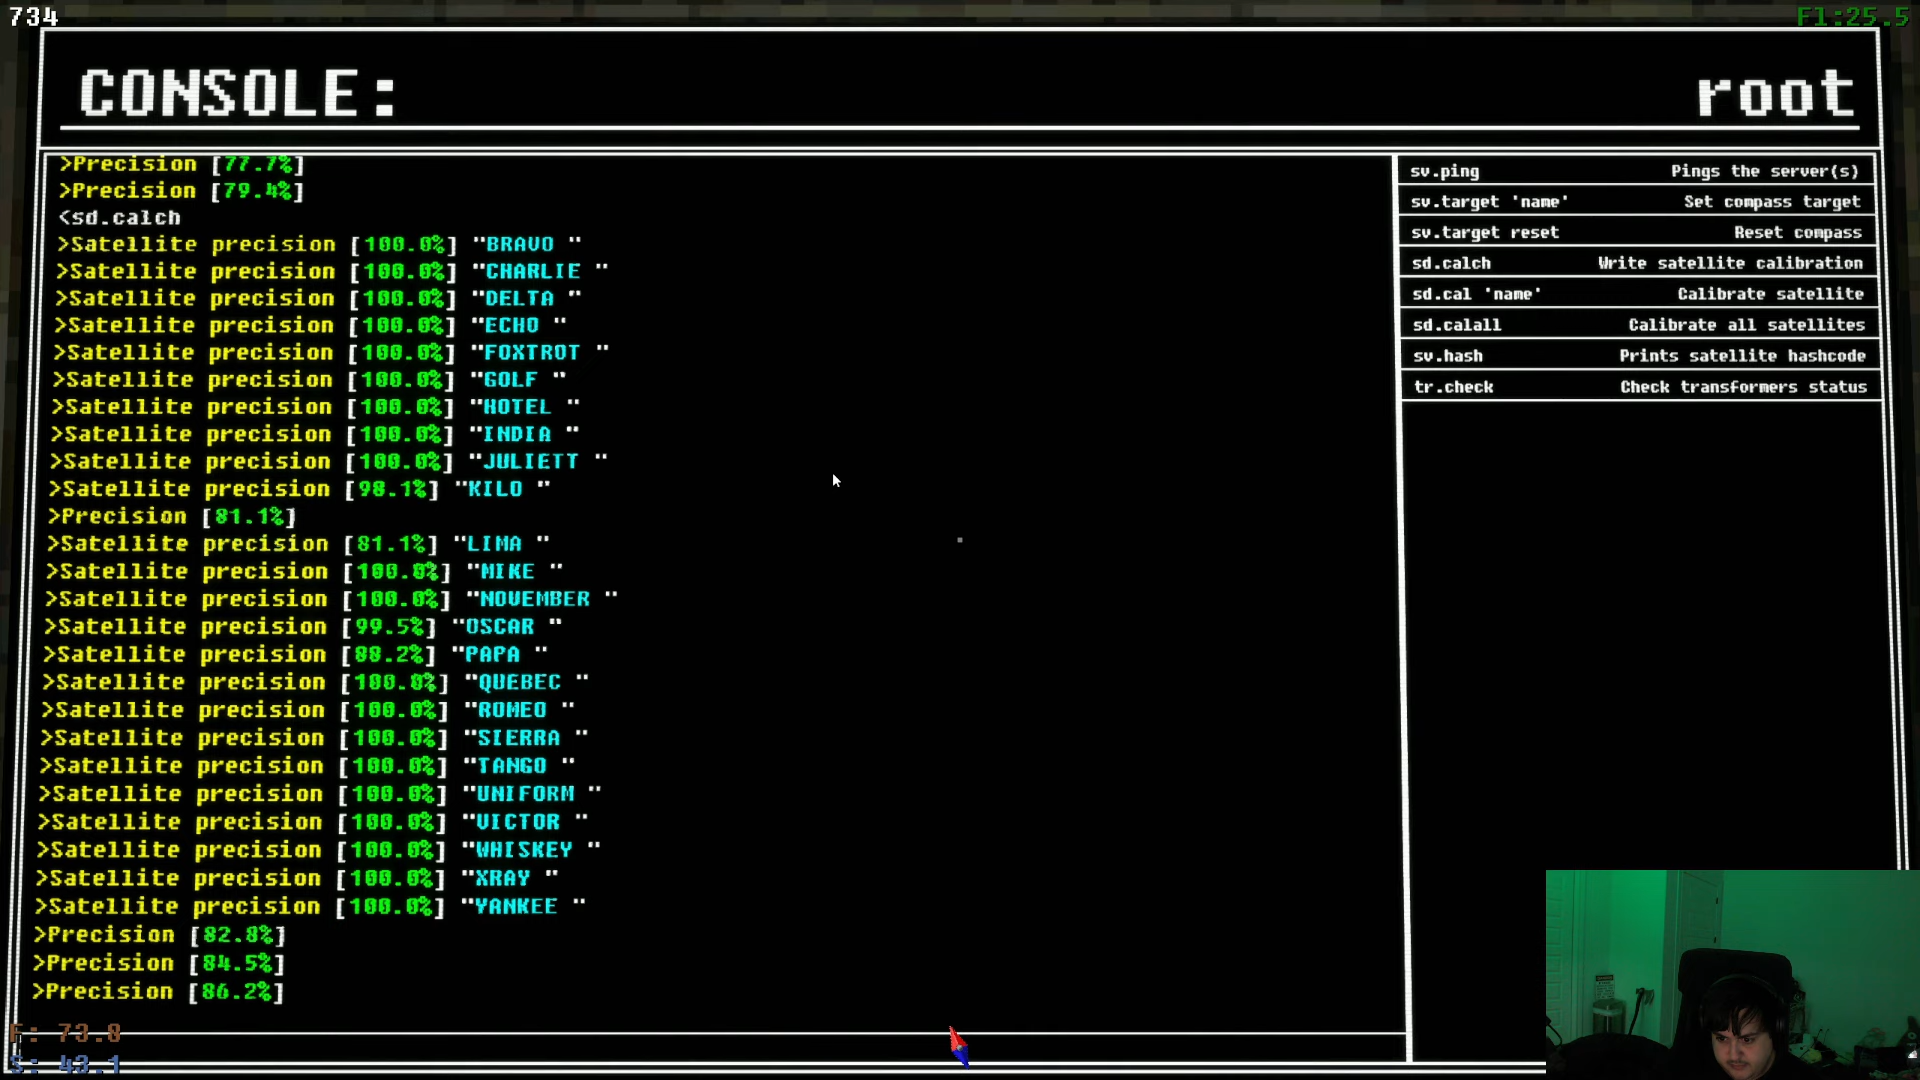 734
F1:25.5
CONSOLE:
root
>Precision [77.7%]
>Precision [79.4%]
<sd.calch
>Satellite precision [100.0%] "BRAVO "
>Satellite precision [100.0%] "CHARLIE "
>Satellite precision [100.0%] "DELTA "
>Satellite precision [100.0%] "ECHO "
>Satellite precision [100.0%] "FOXTROT "
>Satellite precision [100.0%] "GOLF "
>Satellite precision [100.0%] "HOTEL "
>Satellite precision [100.0%] "INDIA "
>Satellite precision [100.0%] "JULIETT "
>Satellite precision [98.1%] "KILO "
>Precision [81.1%]
>Satellite precision [81.1%] "LIMA "
>Satellite precision [100.0%] "MIKE "
>Satellite precision [100.0%] "NOVEMBER "
>Satellite precision [99.5%] "OSCAR "
>Satellite precision [88.2%] "PAPA "
>Satellite precision [100.0%] "QUEBEC "
>Satellite precision [100.0%] "ROMEO "
>Satellite precision [100.0%] "SIERRA "
>Satellite precision [100.0%] "TANGO "
>Satellite precision [100.0%] "UNIFORM "
>Satellite precision [100.0%] "VICTOR "
>Satellite precision [100.0%] "WHISKEY "
>Satellite precision [100.0%] "XRAY "
>Satellite precision [100.0%] "YANKEE "
>Precision [82.8%]
>Precision [84.5%]
>Precision [86.2%]
sv.ping Pings the server(s)
sv.target 'name' Set compass target
sv.target reset Reset compass
sd.calch Write satellite calibration
sd.cal 'name' Calibrate satellite
sd.calall Calibrate all satellites
sv.hash Prints satellite hashcode
tr.check Check transformers status
F: 73.0
S: 43.1